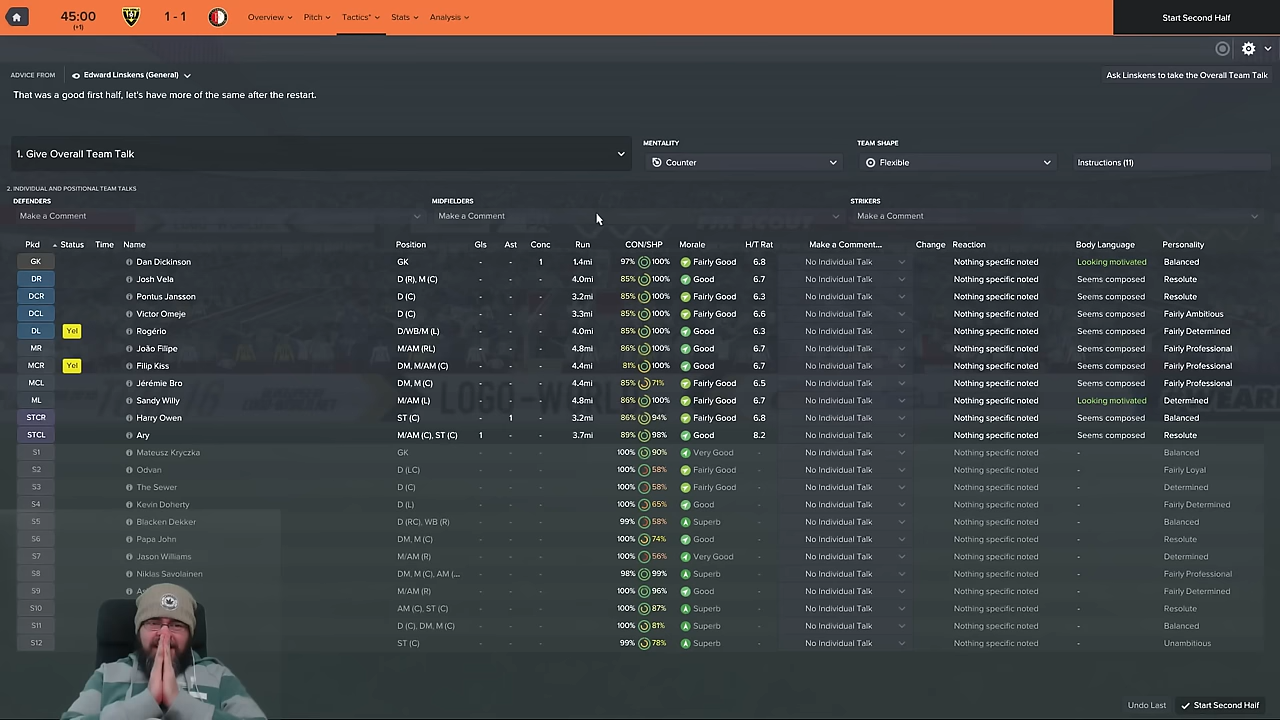 45:00
(+1)
1 - 1
Overview
Pitch
Tactics*
Stats
Analysis
Start Second Half
ADVICE FROM
Edward Linskens (General)
Ask Linskens to take the Overall Team Talk
That was a good first half, let's have more of the same after the restart.
1. Give Overall Team Talk
MENTALITY
Counter
TEAM SHAPE
Flexible
Instructions (11)
2. INDIVIDUAL AND POSITIONAL TEAM TALKS
DEFENDERS
MIDFIELDERS
STRIKERS
Make a Comment
Make a Comment
Make a Comment
Pkd Status Time Name Position Gls Ast Conc Run CON/SHP Morale H/T Rat Make a Comment... Change Reaction Body Language Personality
GK Dan Dickinson GK - - 1 1.4mi 97% 100% Fairly Good 6.8 No Individual Talk Nothing specific noted Looking motivated Balanced
DR Josh Vela D (R), M (C) - - - 4.0mi 85% 100% Good 6.7 No Individual Talk Nothing specific noted Seems composed Resolute
DCR Pontus Jansson D (C) - - - 3.2mi 85% 100% Fairly Good 6.3 No Individual Talk Nothing specific noted Seems composed Resolute
DCL Victor Omeje D (C) - - - 3.3mi 85% 100% Fairly Good 6.6 No Individual Talk Nothing specific noted Seems composed Fairly Ambitious
DL Yel Rogério D/WB/M (L) - - - 4.0mi 85% 100% Good 6.3 No Individual Talk Nothing specific noted Seems composed Fairly Determined
MR João Filipe M/AM (RL) - - - 4.8mi 86% 100% Good 6.7 No Individual Talk Nothing specific noted Seems composed Fairly Professional
MCR Yel Filip Kiss DM, M/AM (C) - - - 4.4mi 81% 100% Good 6.7 No Individual Talk Nothing specific noted Seems composed Fairly Professional
MCL Jérémie Bro DM, M (C) - - - 4.4mi 85% 71% Fairly Good 6.5 No Individual Talk Nothing specific noted Seems composed Fairly Professional
ML Sandy Willy M/AM (L) - - - 4.8mi 86% 100% Fairly Good 6.7 No Individual Talk Nothing specific noted Looking motivated Determined
STCR Harry Owen ST (C) - 1 - 3.2mi 86% 94% Fairly Good 6.8 No Individual Talk Nothing specific noted Seems composed Balanced
STCL Ary M/AM (C), ST (C) 1 - - 3.7mi 89% 98% Good 8.2 No Individual Talk Nothing specific noted Seems composed Resolute
S1 Mateusz Kryczka GK - - - 100% 90% Very Good - No Individual Talk Nothing specific noted - Balanced
S2 Odvan D (LC) - - - 100% 58% Fairly Good - No Individual Talk Nothing specific noted - Fairly Loyal
S3 The Sewer D (C) - - - 100% 58% Fairly Good - No Individual Talk Nothing specific noted - Determined
S4 Kevin Doherty D (L) - - - 100% 65% Good - No Individual Talk Nothing specific noted - Fairly Determined
S5 Blacken Dekker D (RC), WB (R) - - - 99% 58% Superb - No Individual Talk Nothing specific noted - Balanced
S6 Papa John DM, M (C) - - - 100% 74% Good - No Individual Talk Nothing specific noted - Resolute
S7 Jason Williams M/AM (R) - - - 100% 56% Very Good - No Individual Talk Nothing specific noted - Determined
S8 Niklas Savolainen DM, M (C), AM (... - - - 98% 99% Superb - No Individual Talk Nothing specific noted - Fairly Professional
S9 M/AM (R) - - - 100% 96% Good - No Individual Talk Nothing specific noted - Fairly Determined
S10 AM (C), ST (C) - - - 100% 87% Superb - No Individual Talk Nothing specific noted - Resolute
S11 D (C), DM, M (C) - - - 100% 81% Superb - No Individual Talk Nothing specific noted - Balanced
S12 ST (C) - - - 99% 78% Superb - No Individual Talk Nothing specific noted - Unambitious
Undo Last
Start Second Half